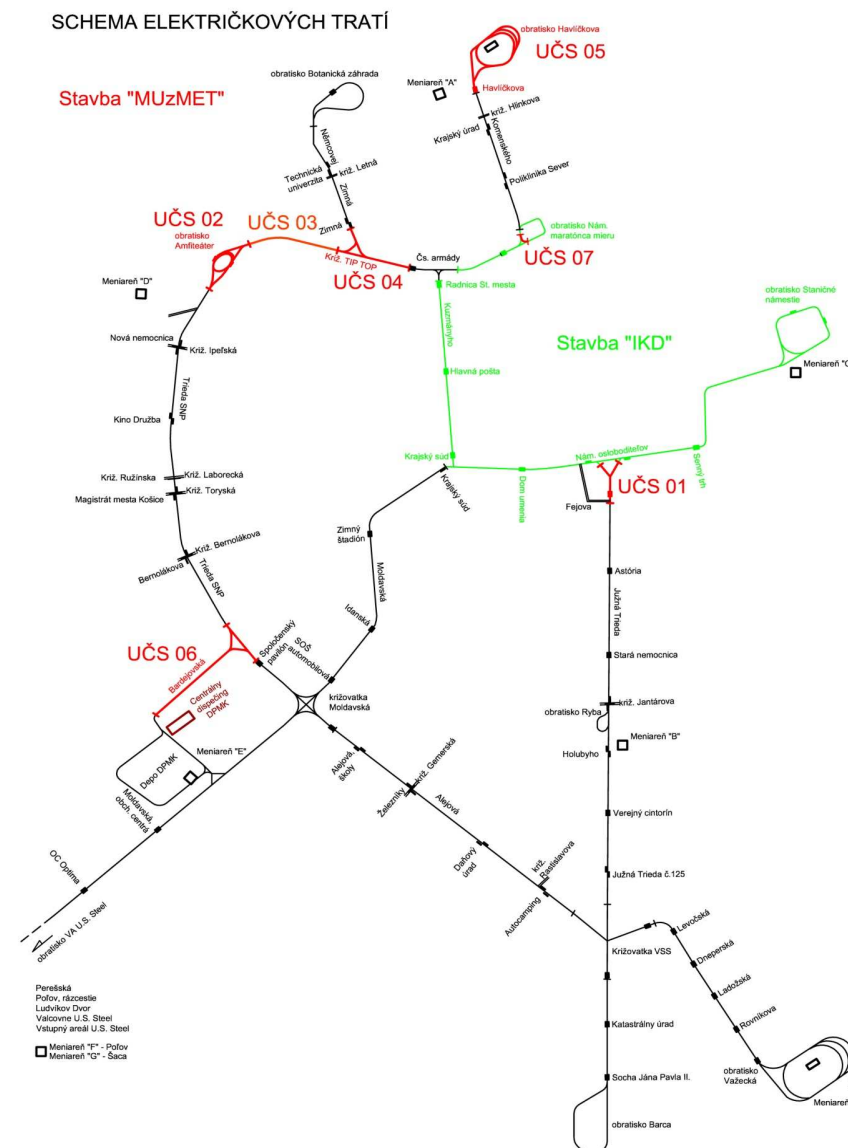 SCHEMA ELEKTRIČKOVÝCH TRATÍ
obratisko Havlíčkova
UČS 05
obratisko Botanická záhrada
Meniareň "A"
Stavba "MUzMET"
Havlíčkova
križ. Hlinkova
Krajský úrad
Komenského
Němcovej
Technická
univerzita
križ. Letná
Poliklinika Sever
Zimná
UČS 02
obratisko
Amfiteáter
UČS 03
Zimná
obratisko Nám.
maratónca mieru
Križ. TIP TOP
Čs. armády
UČS 07
UČS 04
Meniareň "D"
Radnica St. mesta
obratisko Staničné
námestie
Kuzmányho
Nová nemocnica
Križ. Ipeľská
Stavba "IKD"
Hlavná pošta
Meniareň "C
Trieda SNP
Kino Družba
Krajský súd
Nám. osloboditeľov
Senný trh
Križ. Ružínska
Križ. Laborecká
Križ. Toryská
Magistrát mesta Košice
Krajský súd
Dom umenia
UČS 01
Fejova
Zimný
štadión
Križ. Bernolákova
Bernolákova
Moldavská
Astória
Trieda SNP
Južná Trieda
Idanská
UČS 06
Spoločenský
pavilón
SOŠ
automobilová
Stará nemocnica
Bardejovská
Centrálny
dispečing
DPMK
križovatka
Moldavská
križ. Jantárova
obratisko Ryba
Meniareň "B"
Meniareň "E"
Holubyho
Depo DPMK
Alejová,
školy
križ. Gemerská
Železníky
Alejová
Moldavská,
obch. centrá
Verejný cintorín
Daňový
úrad
križ.
Rastislavova
OC Optima
Južná Trieda č.125
Autocamping
obratisko VA U.S. Steel
Križovatka VSS
Levočská
Dneperská
Ladožská
Rovníkova
Perešská
Poľov, rázcestie
Ludvíkov Dvor
Valcovne U.S. Steel
Vstupný areál U.S. Steel
Katastrálny úrad
Meniareň "F" - Poľov
Meniareň "G" - Šaca
Socha Jána Pavla II.
obratisko
Važecká
Meniareň
obratisko Barca